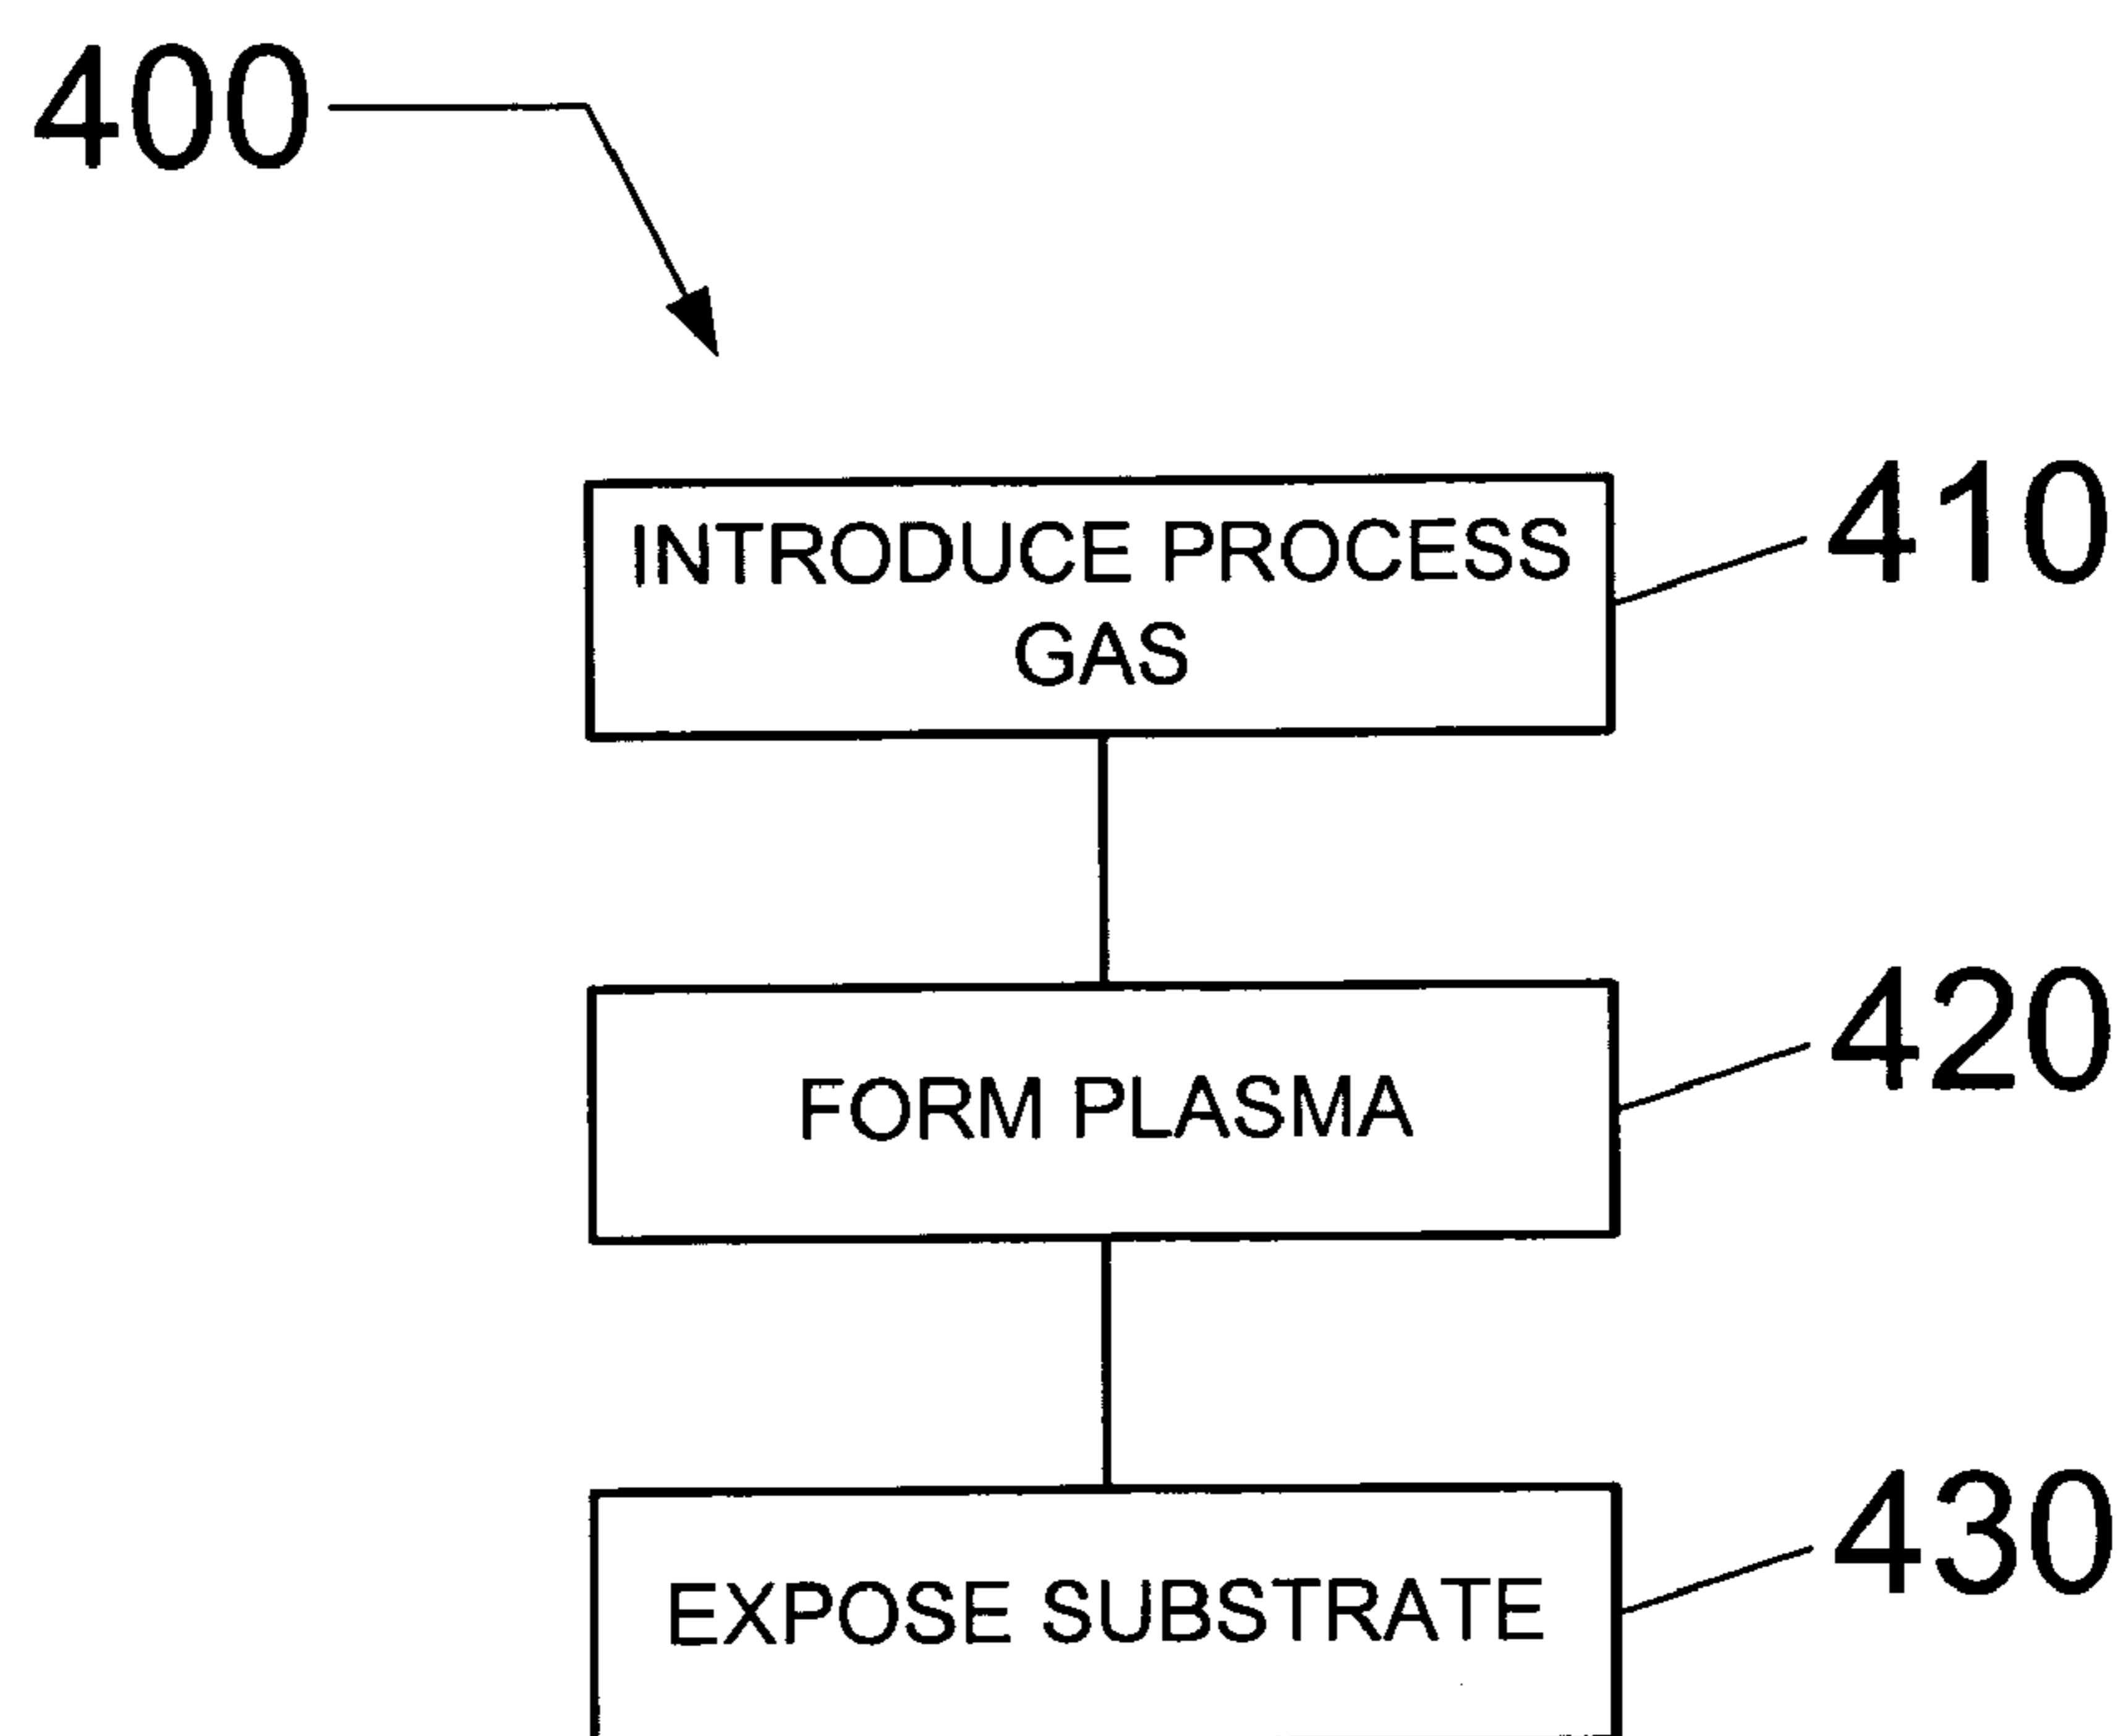 400
INTRODUCE PROCESS
GAS
410
FORM PLASMA
420
EXPOSE SUBSTRATE
430